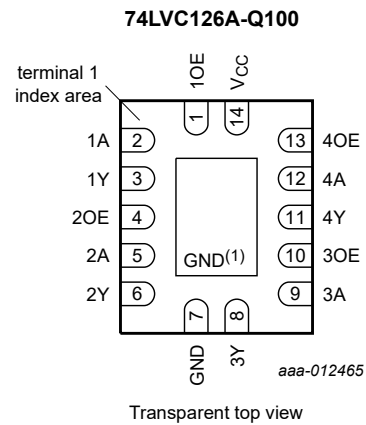 74LVC126A-Q100
terminal 1
index area
1OE
VCC
1
14
1A 2
13 4OE
1Y 3
12 4A
2OE 4
11 4Y
2A 5
10 3OE
2Y 6
9 3A
GND(1)
7
8
GND
3Y
aaa-012465
Transparent top view